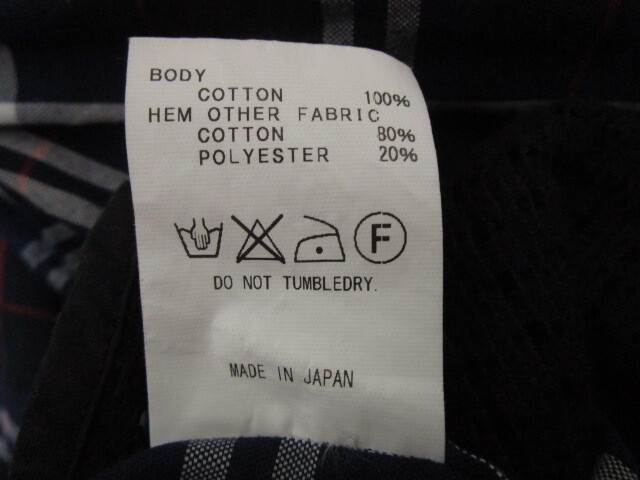 BODY
COTTON 100%
HEM OTHER FABRIC
COTTON 80%
POLYESTER 20%
F
DO NOT TUMBLEDRY.
MADE IN JAPAN